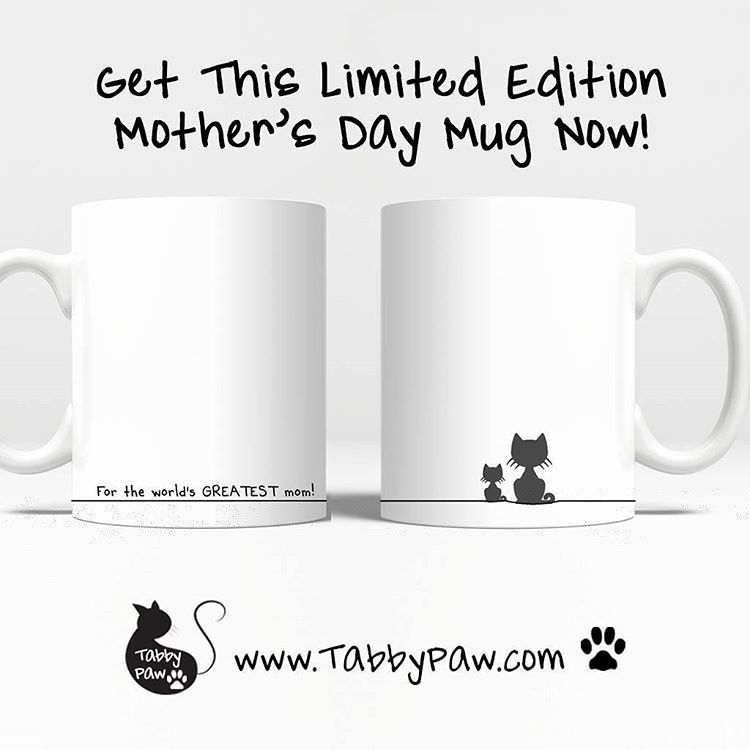 Get This Limited Edition
Mother's Day Mug Now!
For the world's GREATEST mom!
Tabby
Paw
www.TabbyPaw.com